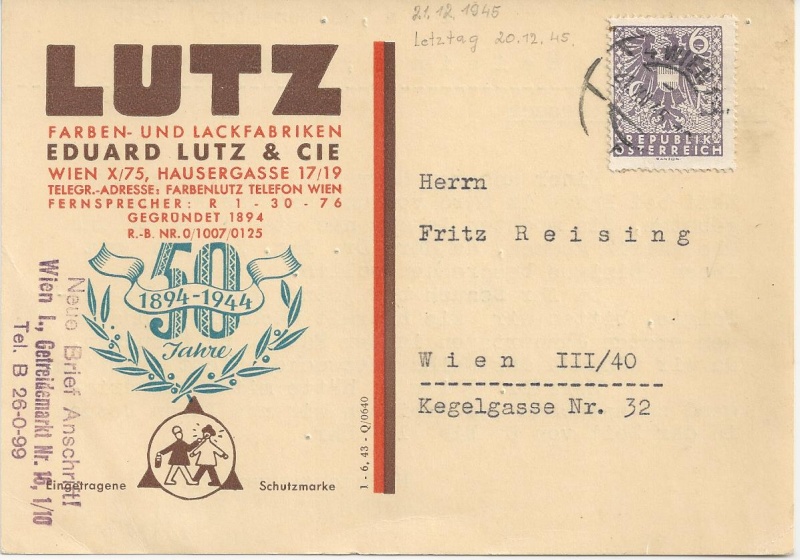 21.12.1945
Letztag 20.12.45.
LUTZ
FARBEN- UND LACKFABRIKEN
EDUARD LUTZ & CIE
WIEN X/75, HAUSERGASSE 17/19
TELEGR.-ADRESSE: FARBENLUTZ TELEFON WIEN
FERNSPRECHER: R 1-30-76
GEGRÜNDET 1894
R.-B. NR. 0/1007/0125
50
1894-1944
Jahre
Eingetragene Schutzmarke
Neue Brief Anschrift!
Wien I., Getreidemarkt Nr. 10, 1/10
Tel. B 26-0-99
1 - 6, 43 - Q/0640
6
WIEN
REPUBLIK
ÖSTERREICH
Herrn
Fritz Reising
Wien III/40
Kegelgasse Nr. 32